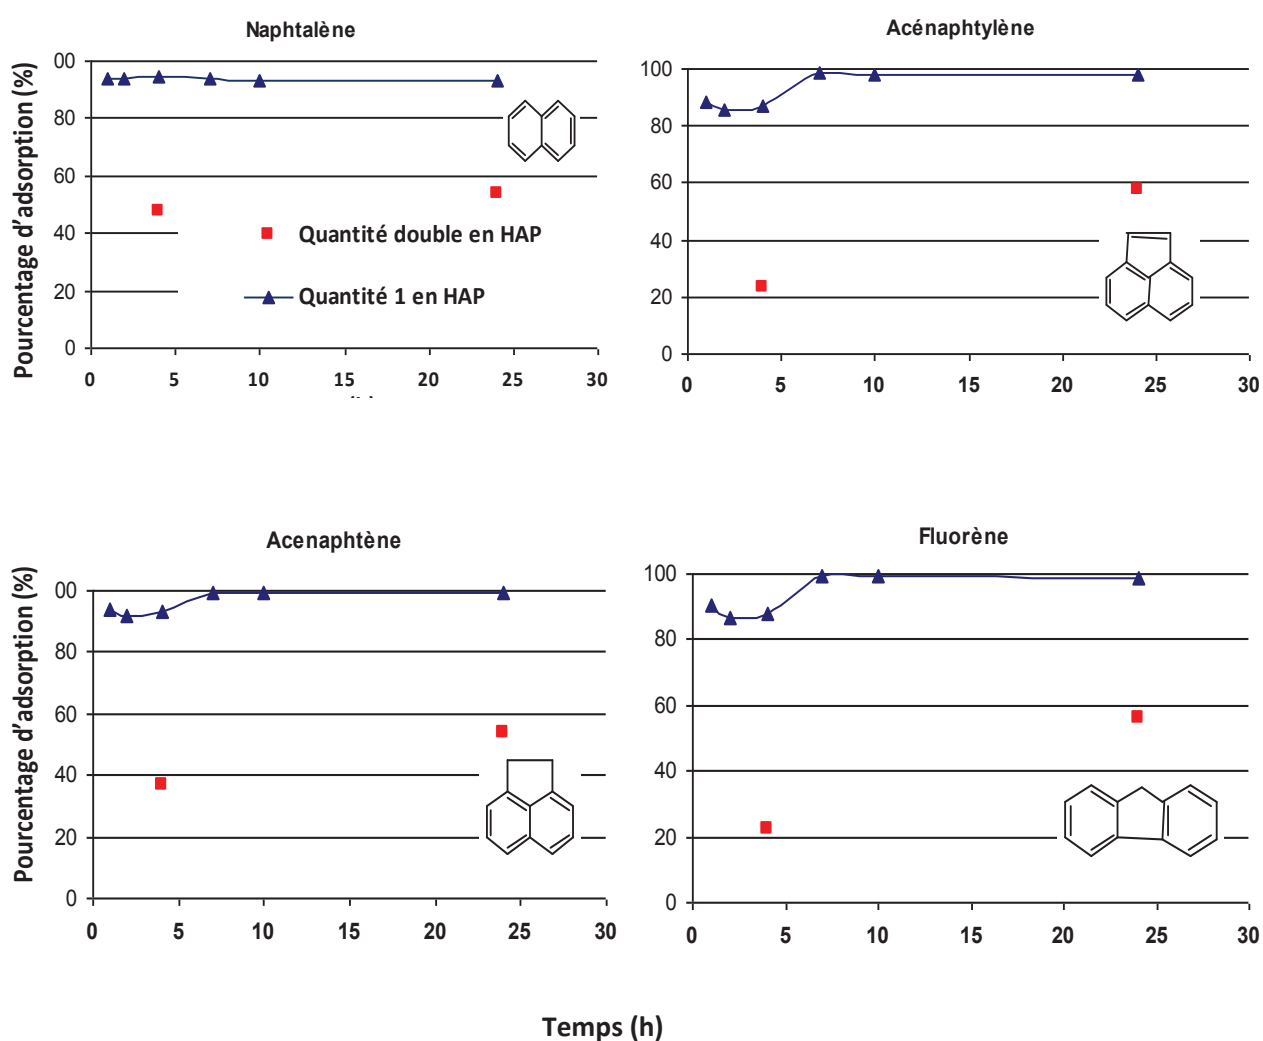 Naphtalène
Acénaphtylène
Pourcentage d'adsorption (%)
00
80
60
40
20
0
0 5 10 15 20 25 30
Quantité double en HAP
Quantité 1 en HAP
100
80
60
40
20
0
0 5 10 15 20 25 30
Acenaphtène
Fluorène
Pourcentage d'adsorption (%)
00
80
60
40
20
0
0 5 10 15 20 25 30
100
80
60
40
20
0
0 5 10 15 20 25 30
Temps (h)